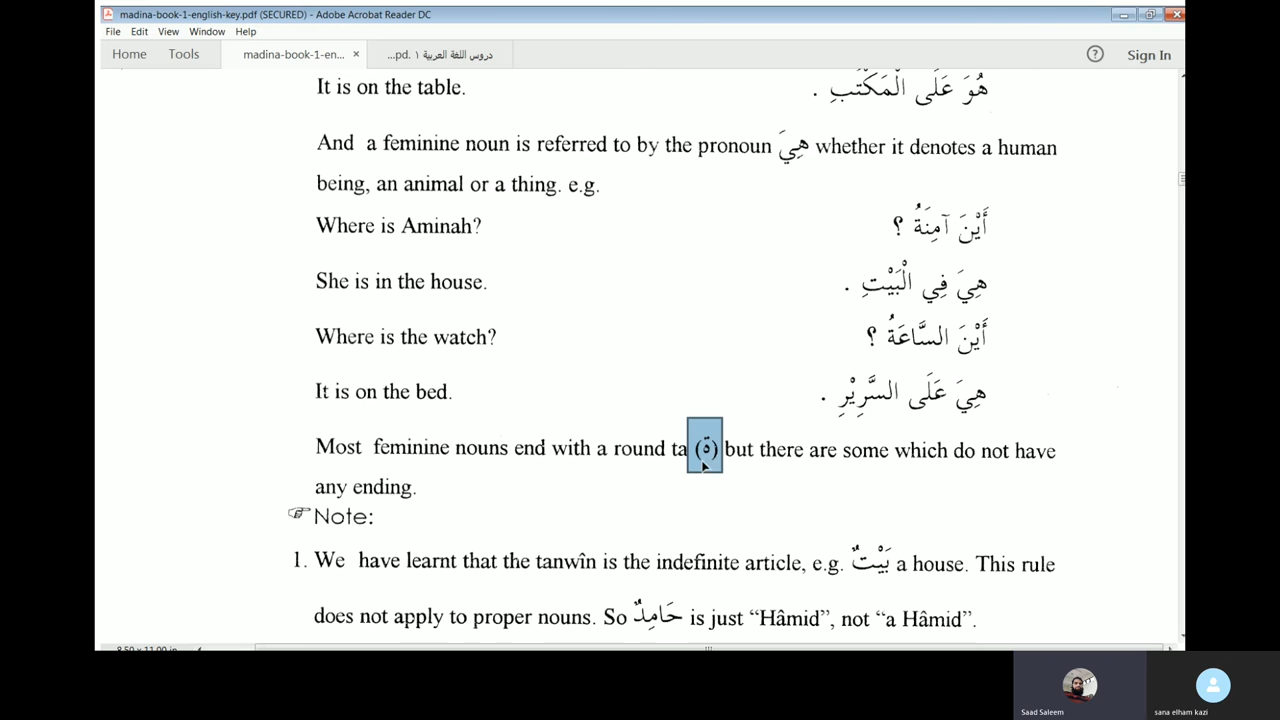 madina-book-1-english-key.pdf (SECURED) - Adobe Acrobat Reader DC
File Edit View Window Help
Home Tools madina-book-1-en... × دروس اللغة العربية ١ .pd... ? Sign In
It is on the table. هُوَ عَلَى الْمَكْتَبِ .
And a feminine noun is referred to by the pronoun هِيَ whether it denotes a human
being, an animal or a thing. e.g.
Where is Aminah? أَيْنَ آمِنَةُ ؟
She is in the house. هِيَ فِي الْبَيْتِ .
Where is the watch? أَيْنَ السَّاعَةُ ؟
It is on the bed. هِيَ عَلَى السَّرِيْرِ .
Most feminine nouns end with a round ta (ة) but there are some which do not have
any ending.
☞ Note:
1. We have learnt that the tanwîn is the indefinite article, e.g. بَيْتٌ a house. This rule
does not apply to proper nouns. So حَامِدٌ is just “Hâmid”, not “a Hâmid”.
8.50 x 11.00 in
Saad Saleem
sana elham kazi